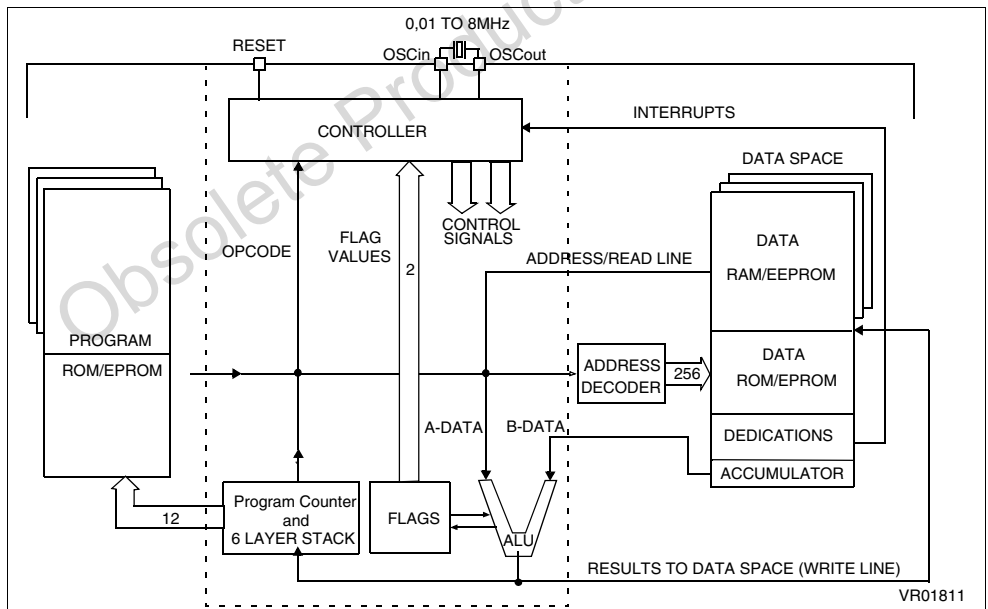 0,01 TO 8MHz
RESET
OSCin
OSCout
CONTROLLER
INTERRUPTS
DATA SPACE
OPCODE
FLAG
VALUES
2
CONTROL
SIGNALS
DATA
RAM/EEPROM
ADDRESS/READ LINE
PROGRAM
ROM/EPROM
ADDRESS
DECODER
256
DATA
ROM/EPROM
A-DATA
B-DATA
DEDICATIONS
ACCUMULATOR
Program Counter
and
6 LAYER STACK
12
FLAGS
ALU
RESULTS TO DATA SPACE (WRITE LINE)
VR01811
Obsolete Produc